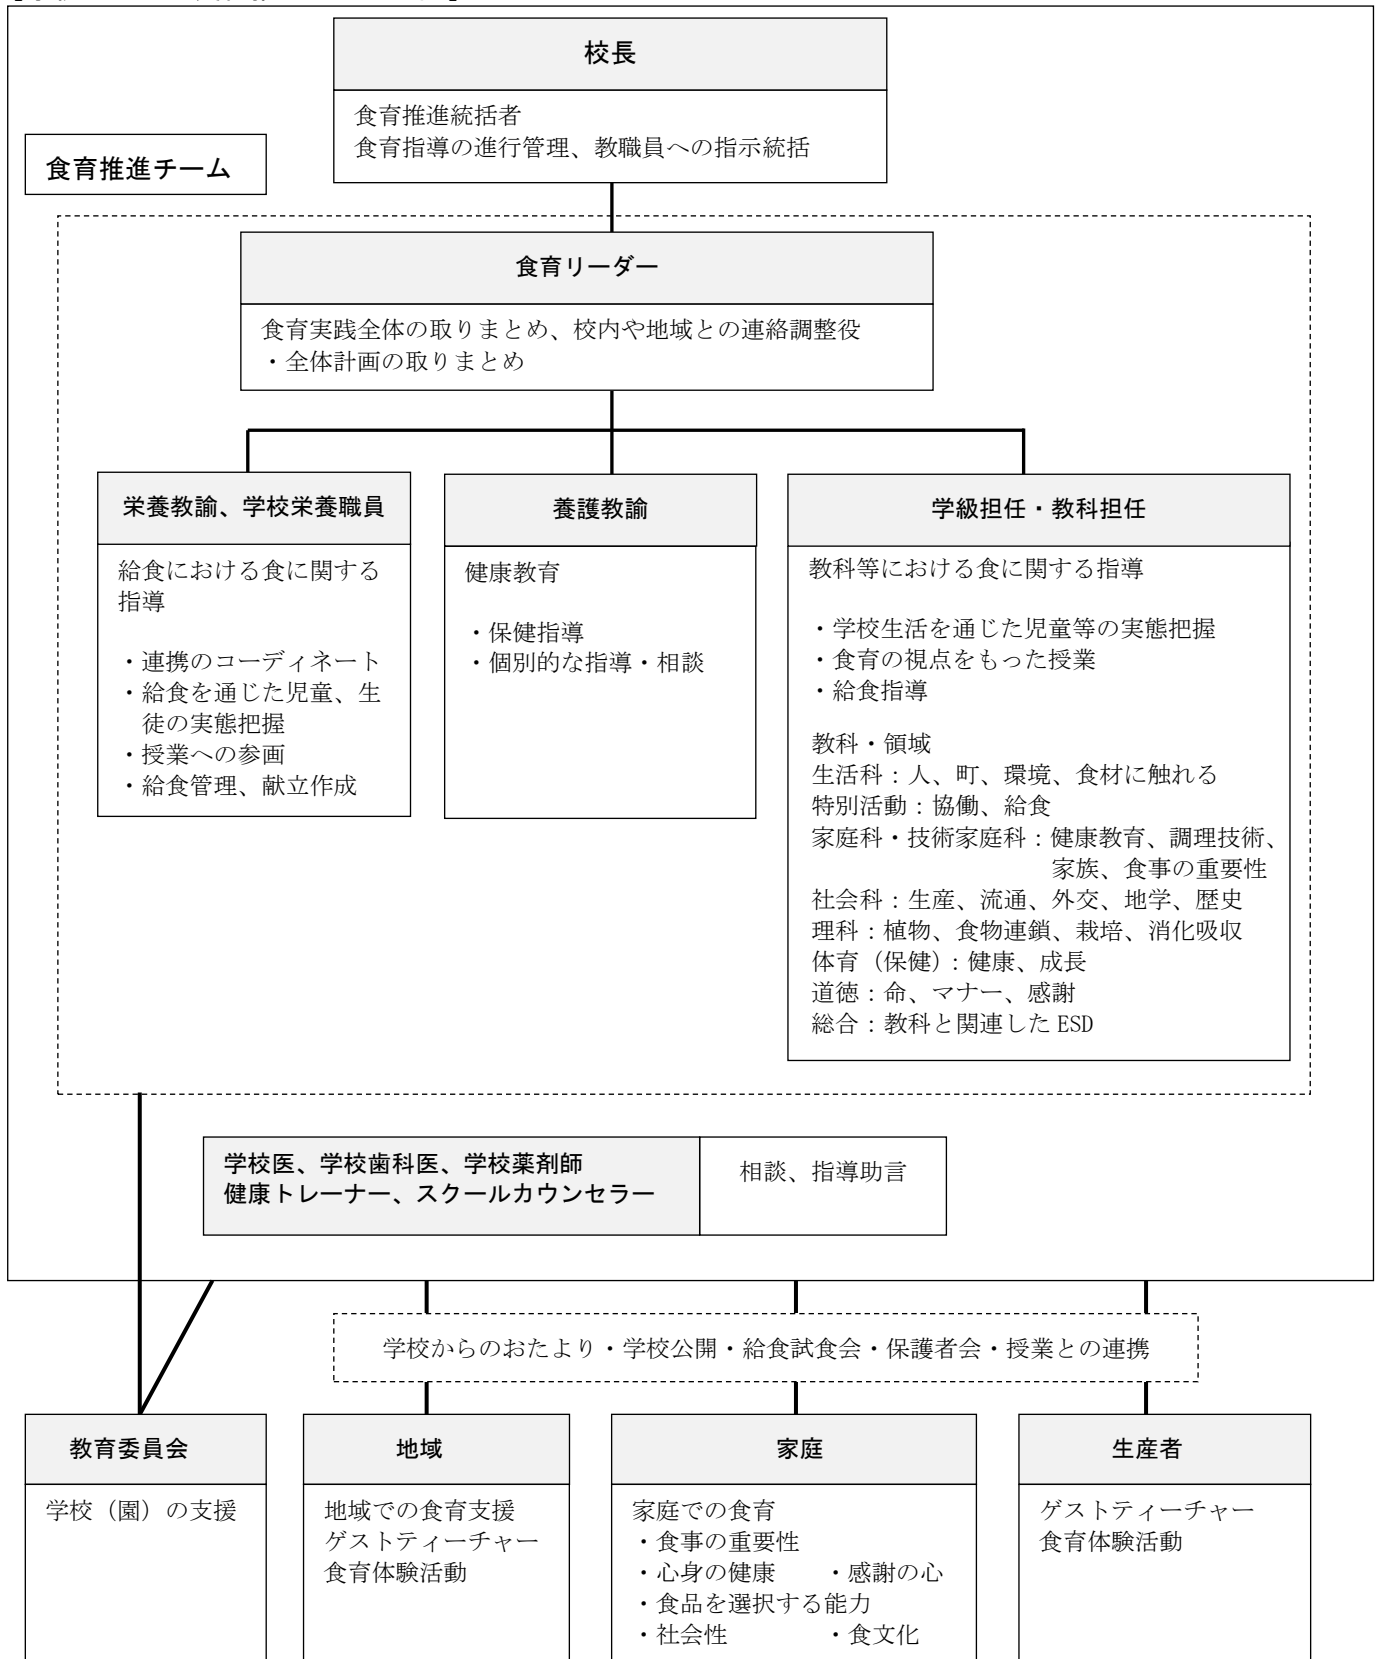 校長
食育推進統括者
食育指導の進行管理、教職員への指示統括
食育推進チーム
食育リーダー
食育実践全体の取りまとめ、校内や地域との連絡調整役
・全体計画の取りまとめ
栄養教諭、学校栄養職員
給食における食に関する
指導
・連携のコーディネート
・給食を通じた児童、生
徒の実態把握
・授業への参画
・給食管理、献立作成
養護教諭
健康教育
・保健指導
・個別的な指導・相談
学級担任・教科担任
教科等における食に関する指導
・学校生活を通じた児童等の実態把握
・食育の視点をもった授業
・給食指導
教科・領域
生活科：人、町、環境、食材に触れる
特別活動：協働、給食
家庭科・技術家庭科：健康教育、調理技術、
家族、食事の重要性
社会科：生産、流通、外交、地学、歴史
理科：植物、食物連鎖、栽培、消化吸収
体育（保健）：健康、成長
道徳：命、マナー、感謝
総合：教科と関連した ESD
学校医、学校歯科医、学校薬剤師
健康トレーナー、スクールカウンセラー
相談、指導助言
学校からのおたより・学校公開・給食試食会・保護者会・授業との連携
教育委員会
学校（園）の支援
地域
地域での食育支援
ゲストティーチャー
食育体験活動
家庭
家庭での食育
・食事の重要性
・心身の健康　　・感謝の心
・食品を選択する能力
・社会性　　　　・食文化
生産者
ゲストティーチャー
食育体験活動